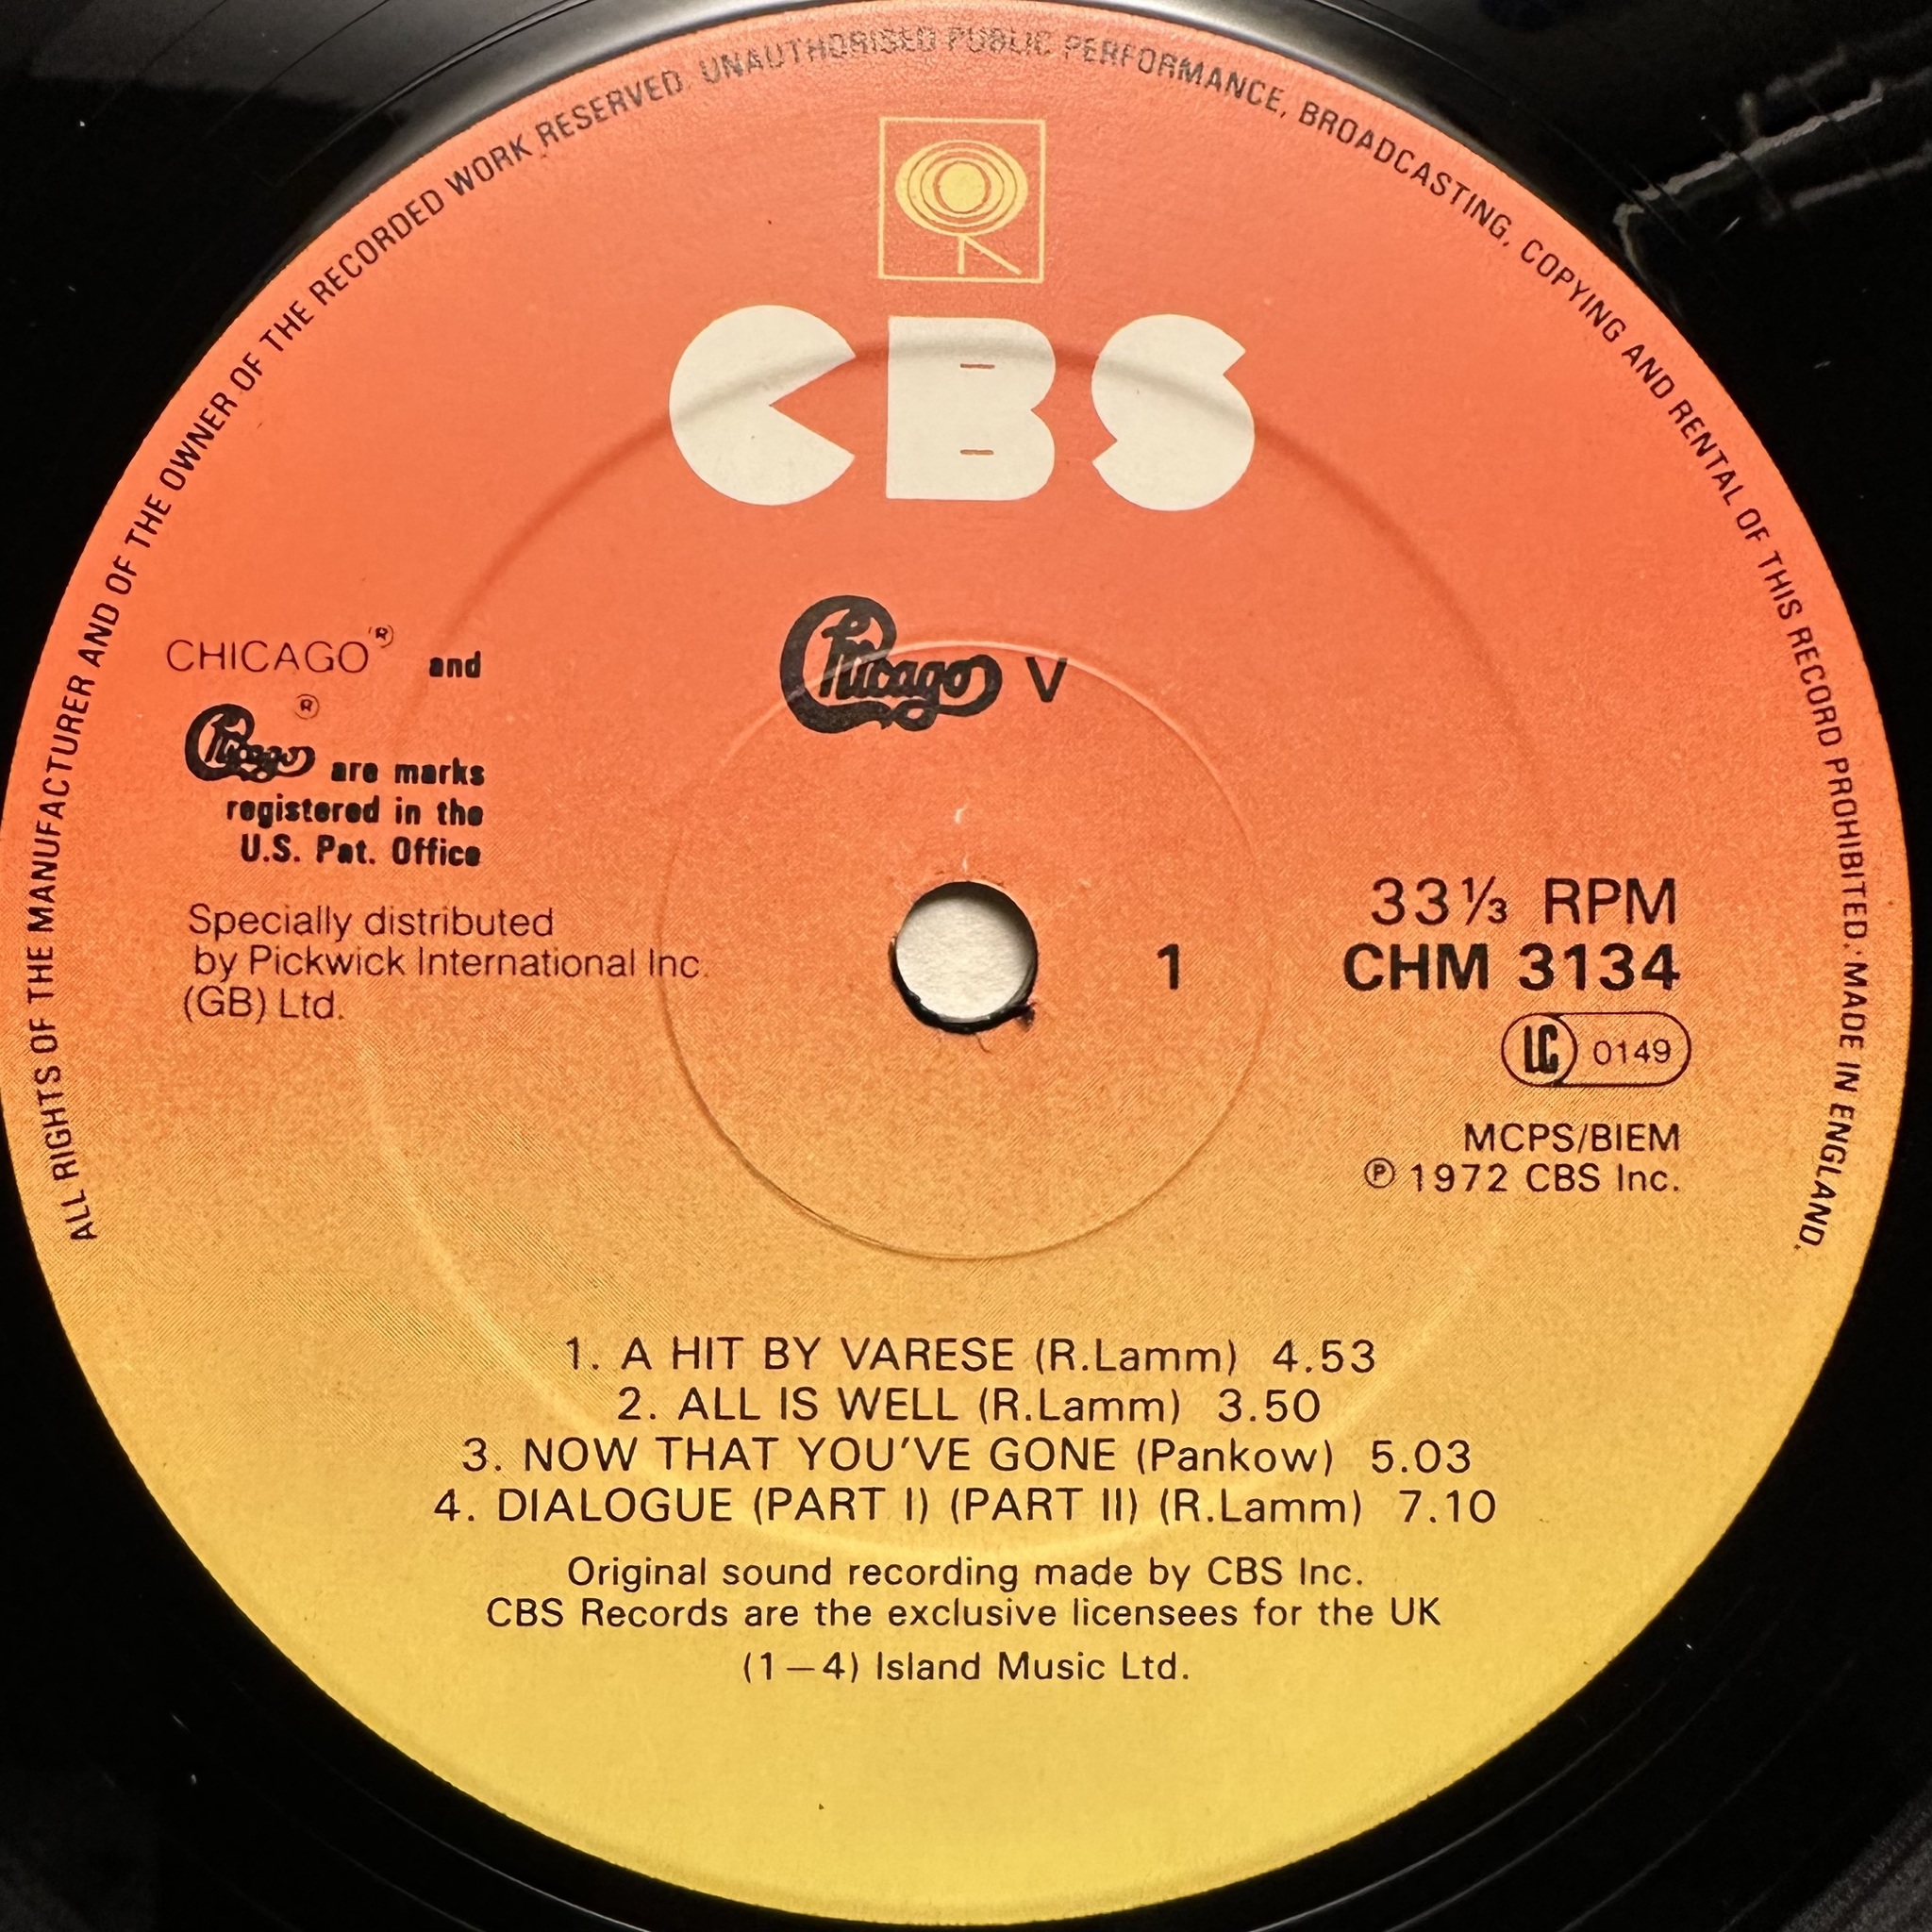 ALL RIGHTS OF THE MANUFACTURER AND OF THE OWNER OF THE RECORDED WORK RESERVED. UNAUTHORISED PUBLIC PERFORMANCE, BROADCASTING, COPYING AND RENTAL OF THIS RECORD PROHIBITED. MADE IN ENGLAND.
CBS
Chicago V
CHICAGO® and
®
Chicago are marks
registered in the
U.S. Pat. Office
Specially distributed
by Pickwick International Inc.
(GB) Ltd.
1
33⅓ RPM
CHM 3134
LC 0149
MCPS/BIEM
℗ 1972 CBS Inc.
1. A HIT BY VARESE (R.Lamm) 4.53
2. ALL IS WELL (R.Lamm) 3.50
3. NOW THAT YOU'VE GONE (Pankow) 5.03
4. DIALOGUE (PART I) (PART II) (R.Lamm) 7.10
Original sound recording made by CBS Inc.
CBS Records are the exclusive licensees for the UK
(1—4) Island Music Ltd.